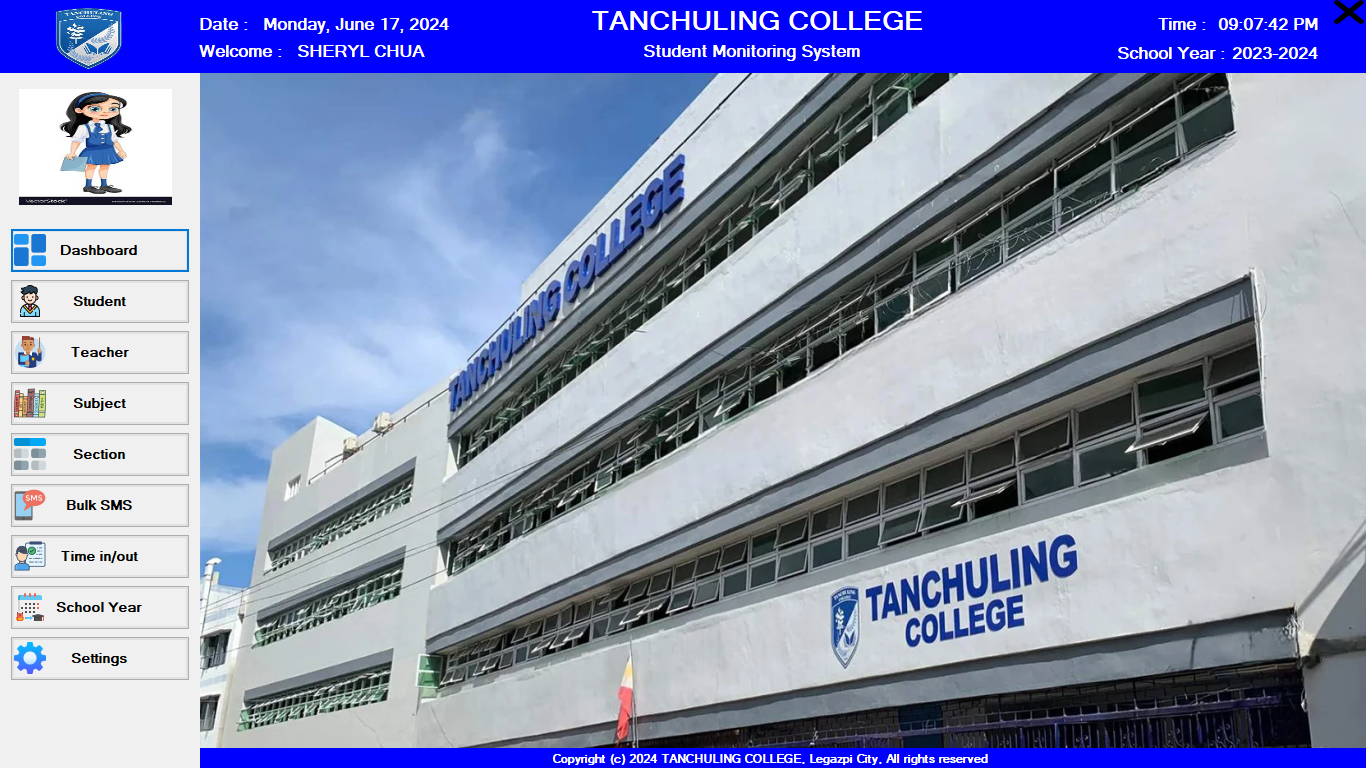 TANCHULING
COLLEGE
Date : Monday, June 17, 2024
Welcome : SHERYL CHUA
TANCHULING COLLEGE
Student Monitoring System
Time : 09:07:42 PM
School Year : 2023-2024
VectorStock
Dashboard
Student
Teacher
Subject
Section
SMS
Bulk SMS
Time in/out
School Year
Settings
TANCHULING COLLEGE
TANCHULING
COLLEGE
Copyright (c) 2024 TANCHULING COLLEGE, Legazpi City, All rights reserved